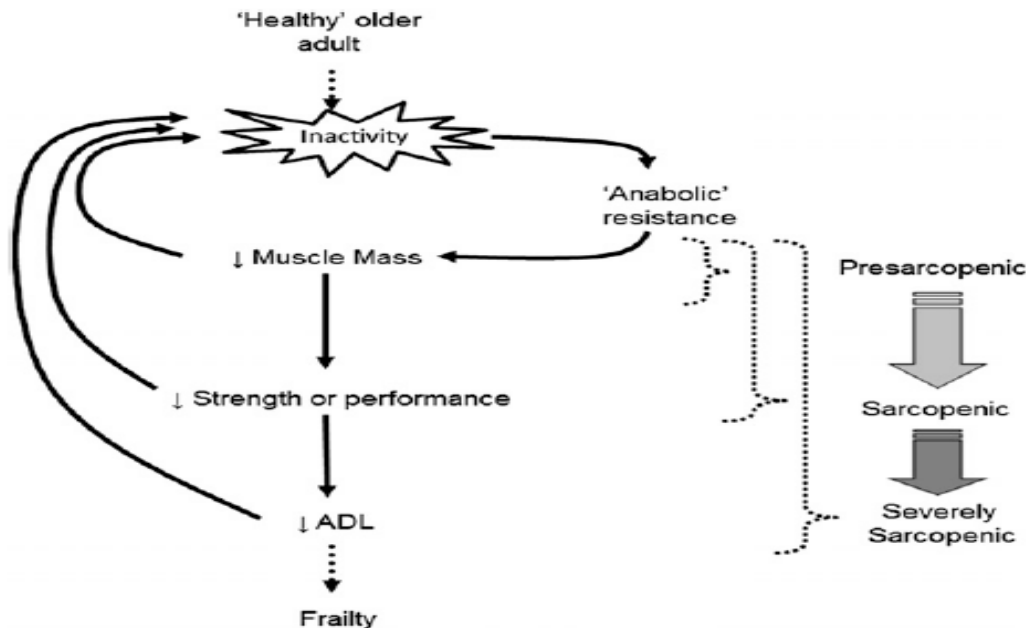 ‘Healthy’ older
adult
Inactivity
‘Anabolic’
resistance
↓ Muscle Mass
Presarcopenic
↓ Strength or performance
Sarcopenic
↓ ADL
Severely
Sarcopenic
Frailty